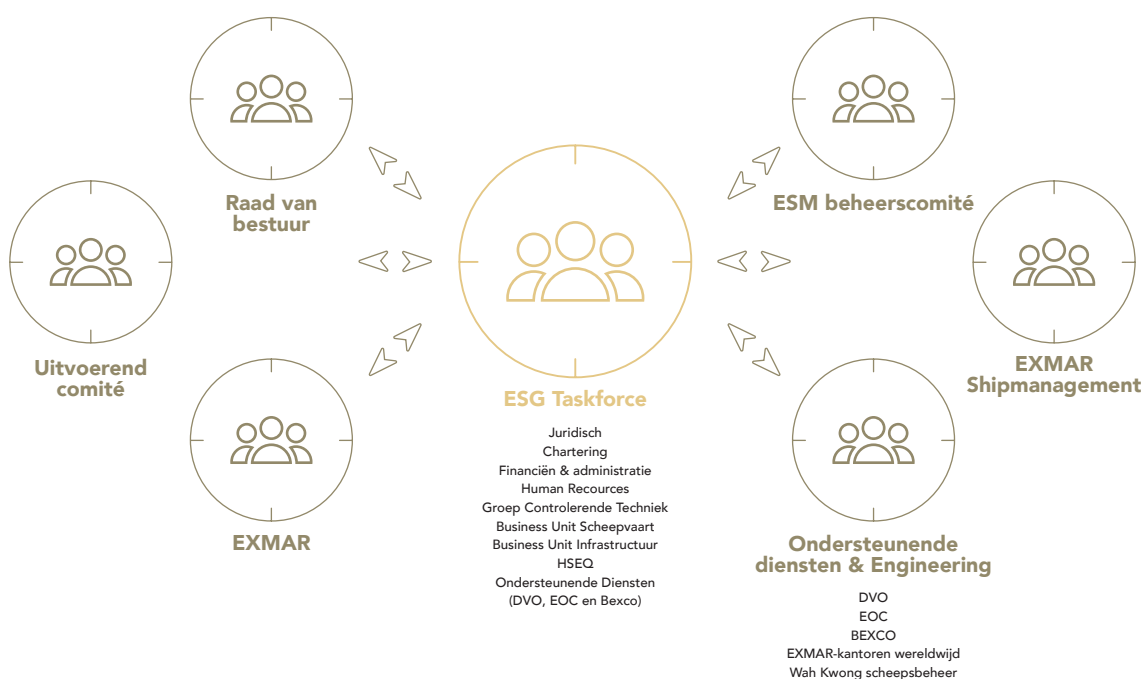 Raad van
bestuur
ESM beheerscomité
Uitvoerend
comité
EXMAR
Shipmanagement
ESG Taskforce
Juridisch
Chartering
Financiën & administratie
Human Recources
Groep Controlerende Techniek
Business Unit Scheepvaart
Business Unit Infrastructuur
HSEQ
Ondersteunende Diensten
(DVO, EOC en Bexco)
EXMAR
Ondersteunende
diensten & Engineering
DVO
EOC
BEXCO
EXMAR-kantoren wereldwijd
Wah Kwong scheepsbeheer